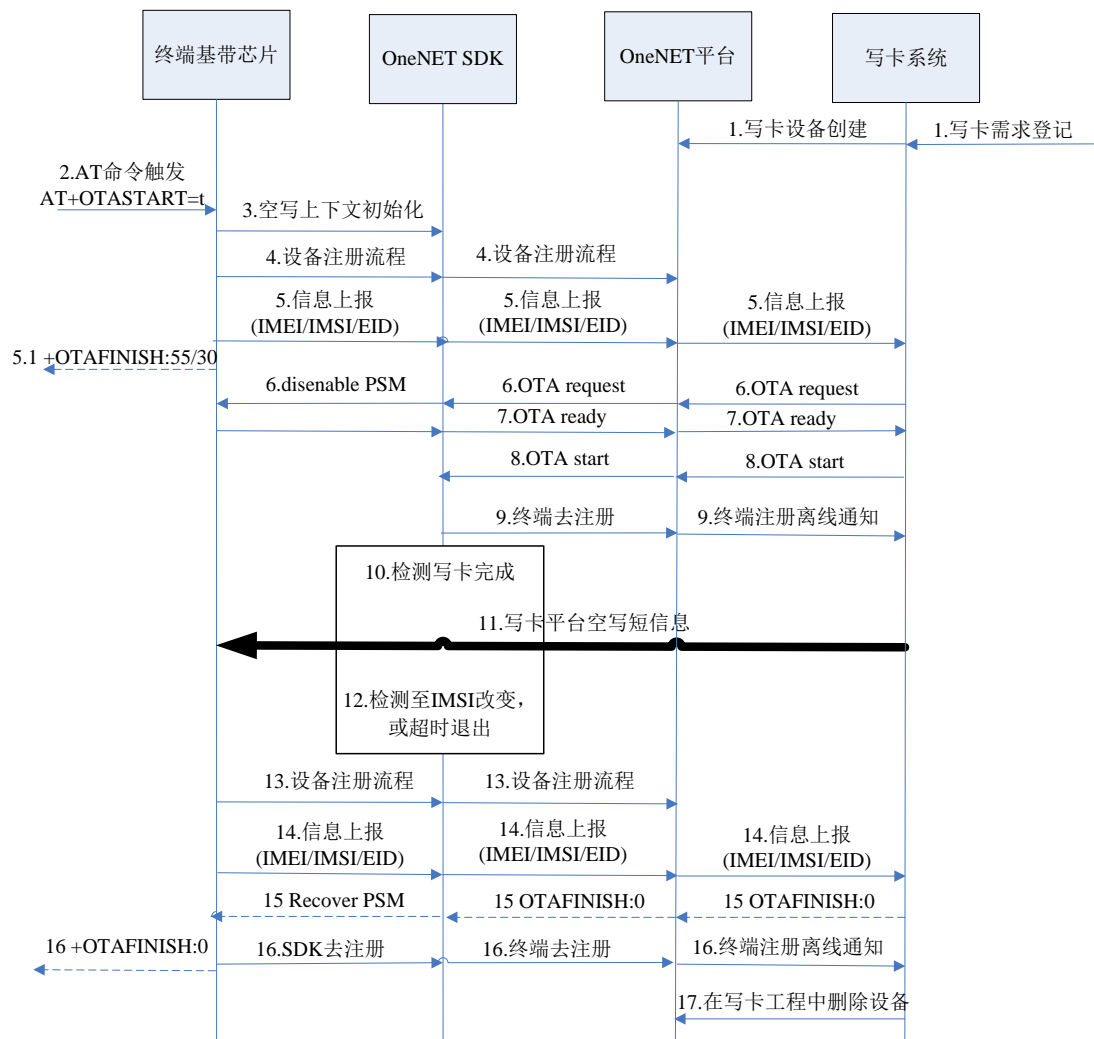 终端基带芯片
OneNET SDK
OneNET平台
写卡系统
1.写卡设备创建
1.写卡需求登记
2.AT命令触发
AT+OTASTART=t
3.空写上下文初始化
4.设备注册流程
4.设备注册流程
5.信息上报
(IMEI/IMSI/EID)
5.信息上报
(IMEI/IMSI/EID)
5.信息上报
(IMEI/IMSI/EID)
5.1 +OTAFINISH:55/30
6.disenable PSM
6.OTA request
6.OTA request
7.OTA ready
7.OTA ready
8.OTA start
8.OTA start
9.终端去注册
9.终端注册离线通知
10.检测写卡完成
11.写卡平台空写短信息
12.检测至IMSI改变，
或超时退出
13.设备注册流程
13.设备注册流程
14.信息上报
(IMEI/IMSI/EID)
14.信息上报
(IMEI/IMSI/EID)
14.信息上报
(IMEI/IMSI/EID)
15 Recover PSM
15 OTAFINISH:0
15 OTAFINISH:0
16 +OTAFINISH:0
16.SDK去注册
16.终端去注册
16.终端注册离线通知
17.在写卡工程中删除设备